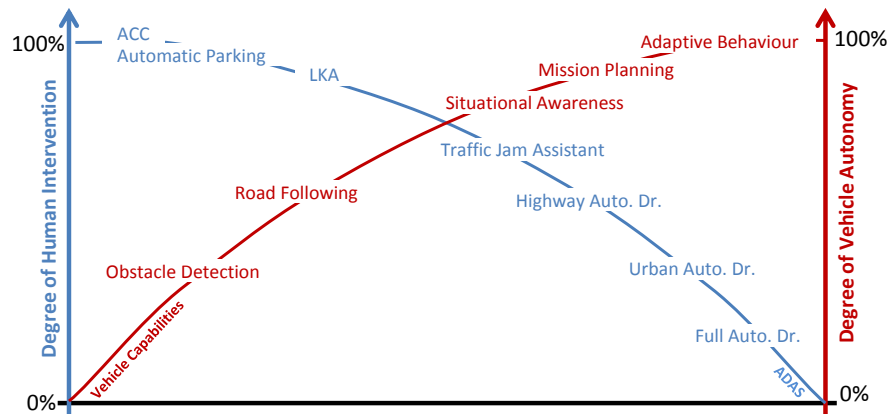 100%
ACC
Automatic Parking
LKA
Adaptive Behaviour
100%
Mission Planning
Situational Awareness
Traffic Jam Assistant
Road Following
Highway Auto. Dr.
Obstacle Detection
Urban Auto. Dr.
Full Auto. Dr.
Vehicle Capabilities
ADAS
0%
0%
Degree of Human Intervention
Degree of Vehicle Autonomy